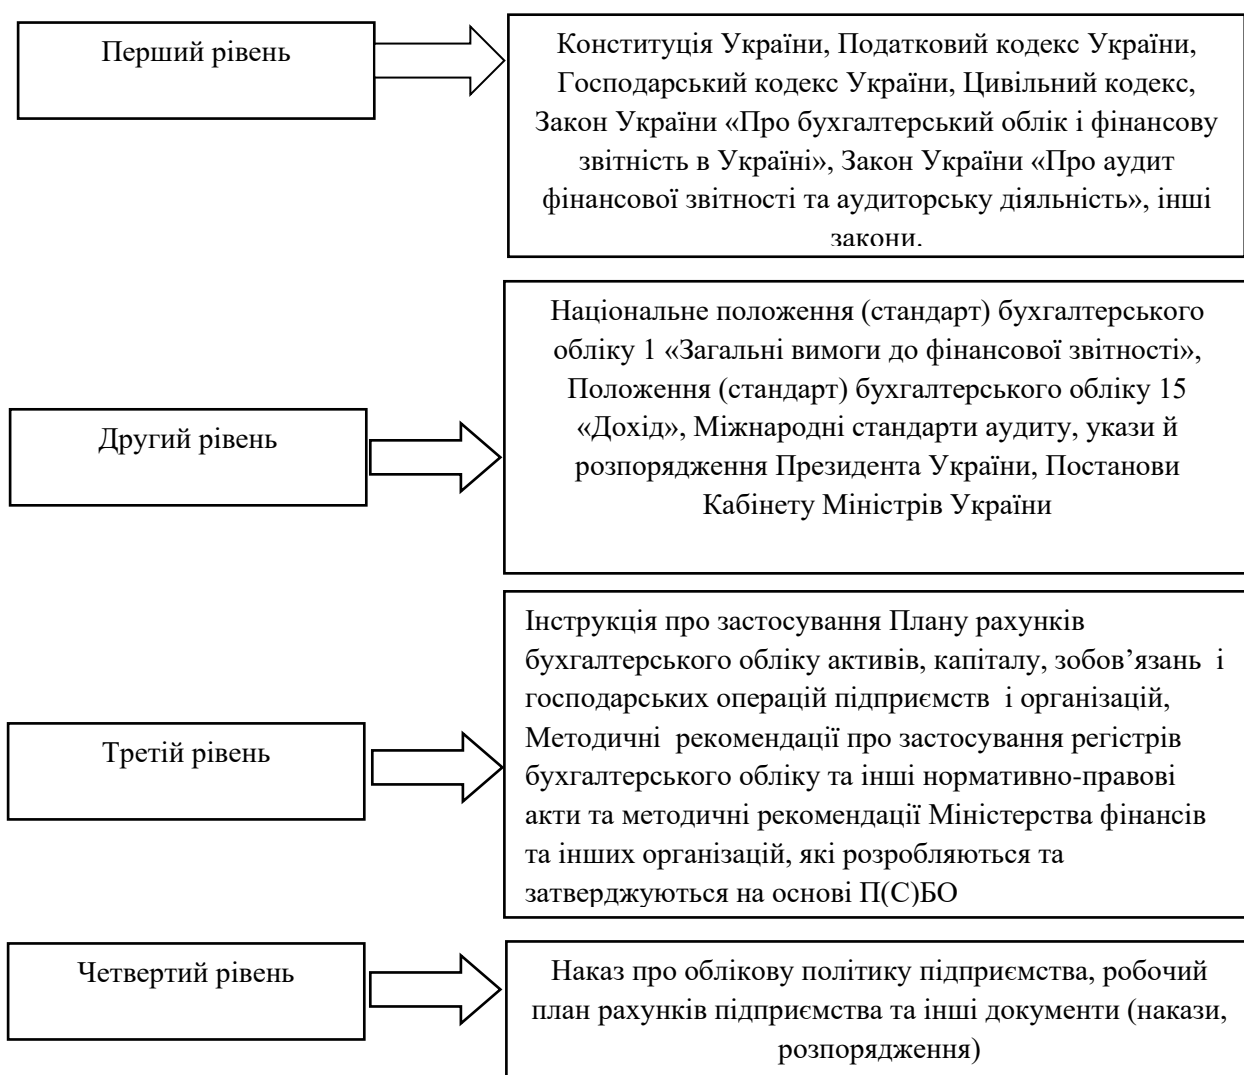 Перший рівень
Конституція України, Податковий кодекс України,
Господарський кодекс України, Цивільний кодекс,
Закон України «Про бухгалтерський облік і фінансову
звітність в Україні», Закон України «Про аудит
фінансової звітності та аудиторську діяльність», інші
закони.
Другий рівень
Національне положення (стандарт) бухгалтерського
обліку 1 «Загальні вимоги до фінансової звітності»,
Положення (стандарт) бухгалтерського обліку 15
«Дохід», Міжнародні стандарти аудиту, укази й
розпорядження Президента України, Постанови
Кабінету Міністрів України
Третій рівень
Інструкція про застосування Плану рахунків
бухгалтерського обліку активів, капіталу, зобов’язань і
господарських операцій підприємств і організацій,
Методичні рекомендації про застосування регістрів
бухгалтерського обліку та інші нормативно-правові
акти та методичні рекомендації Міністерства фінансів
та інших організацій, які розробляються та
затверджуються на основі П(С)БО
Четвертий рівень
Наказ про облікову політику підприємства, робочий
план рахунків підприємства та інші документи (накази,
розпорядження)